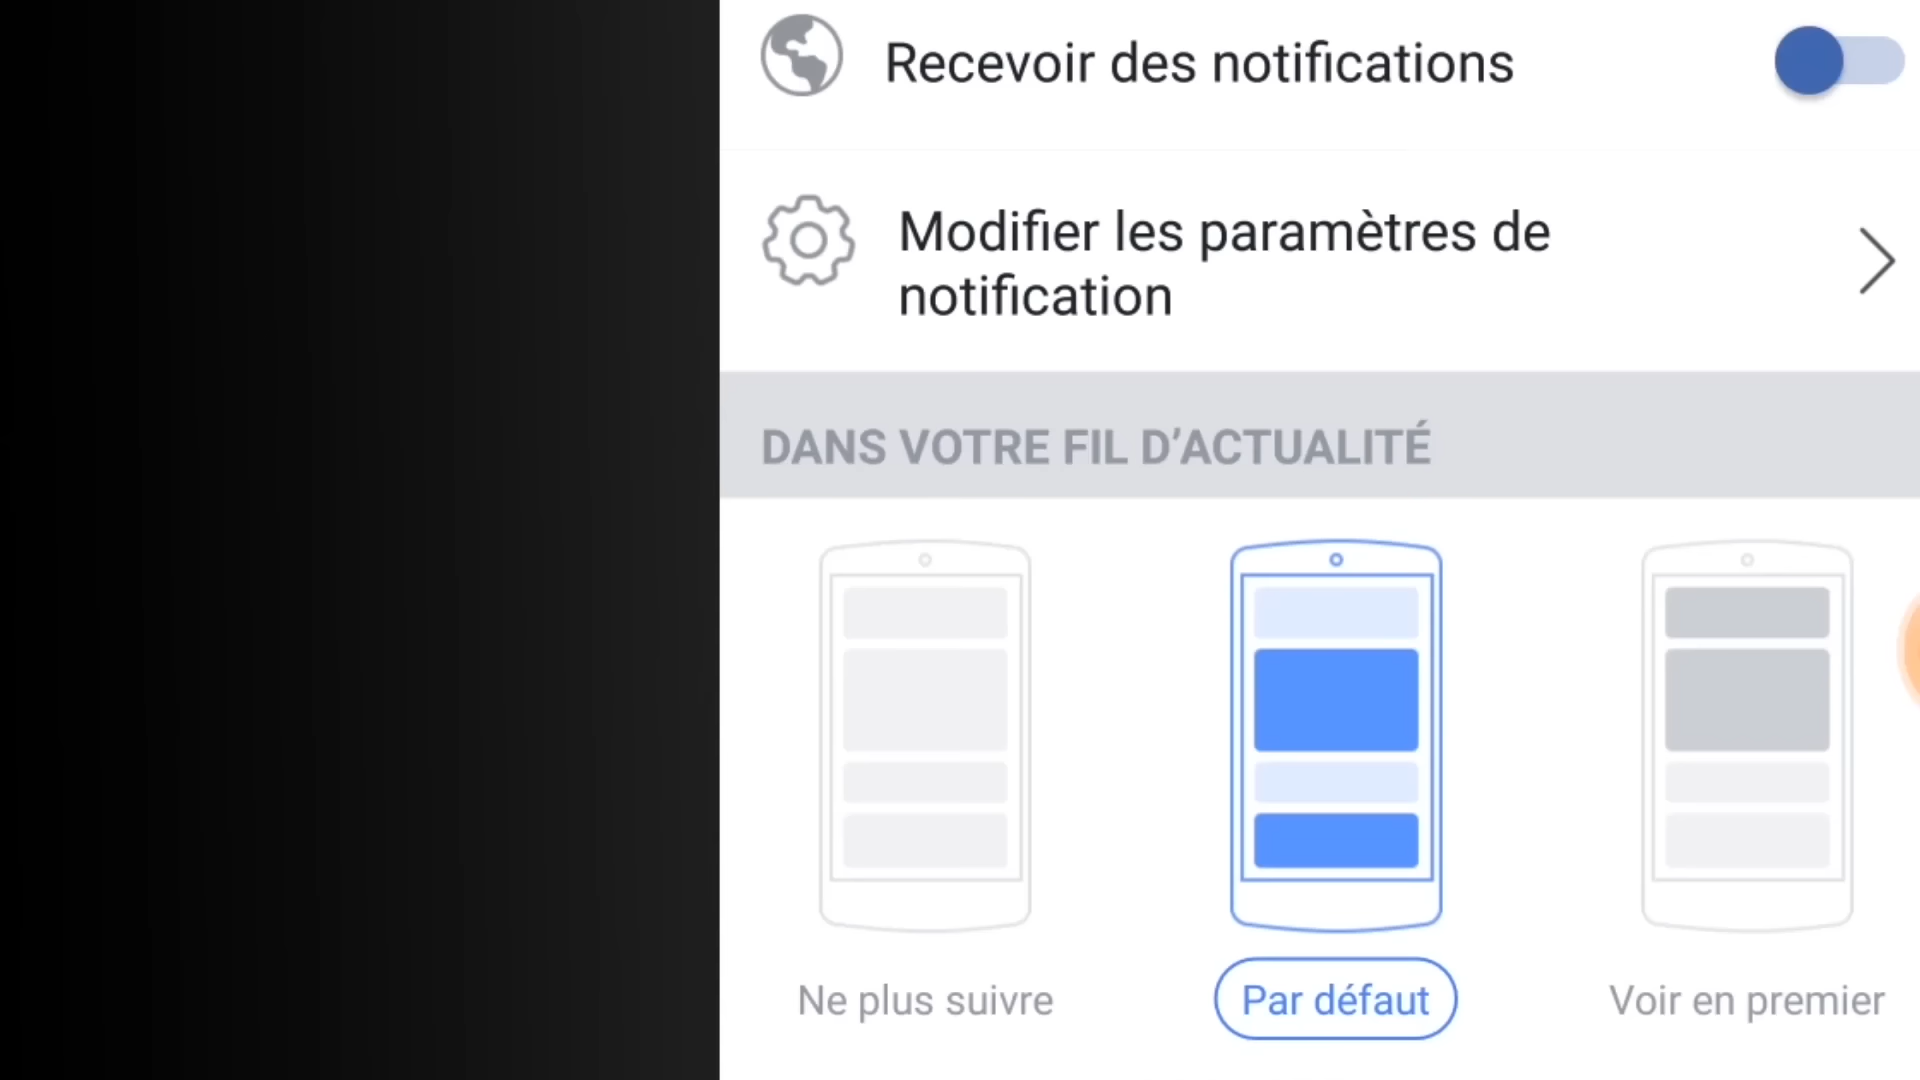 Recevoir des notifications
Modifier les paramètres de
notification
DANS VOTRE FIL D’ACTUALITÉ
Ne plus suivre
Par défaut
Voir en premier